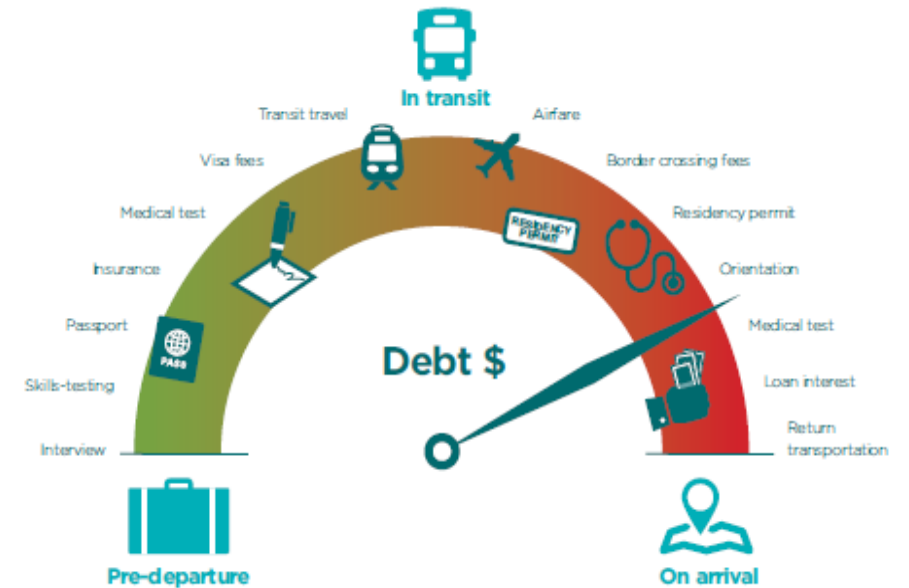 In transit
Transit travel
Airfare
Visa fees
Border crossing fees
Medical test
Residency permit
RESIDENCY
PERMIT
Insurance
Orientation
Passport
PASS
Medical test
Debt $
Skills-testing
Loan interest
Interview
Return
transportation
Pre-departure
On arrival